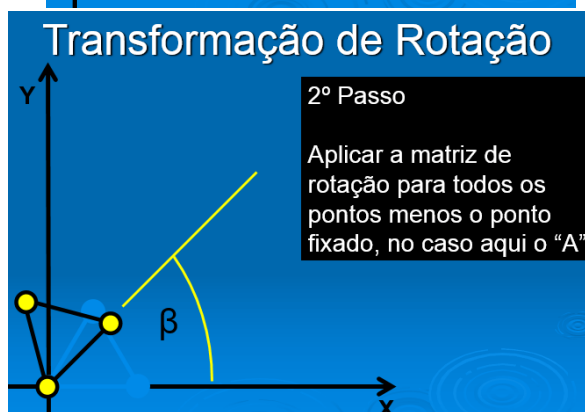 Transformação de Rotação
Y
2º Passo
Aplicar a matriz de
rotação para todos os
pontos menos o ponto
fixado, no caso aqui o “A”
β
X